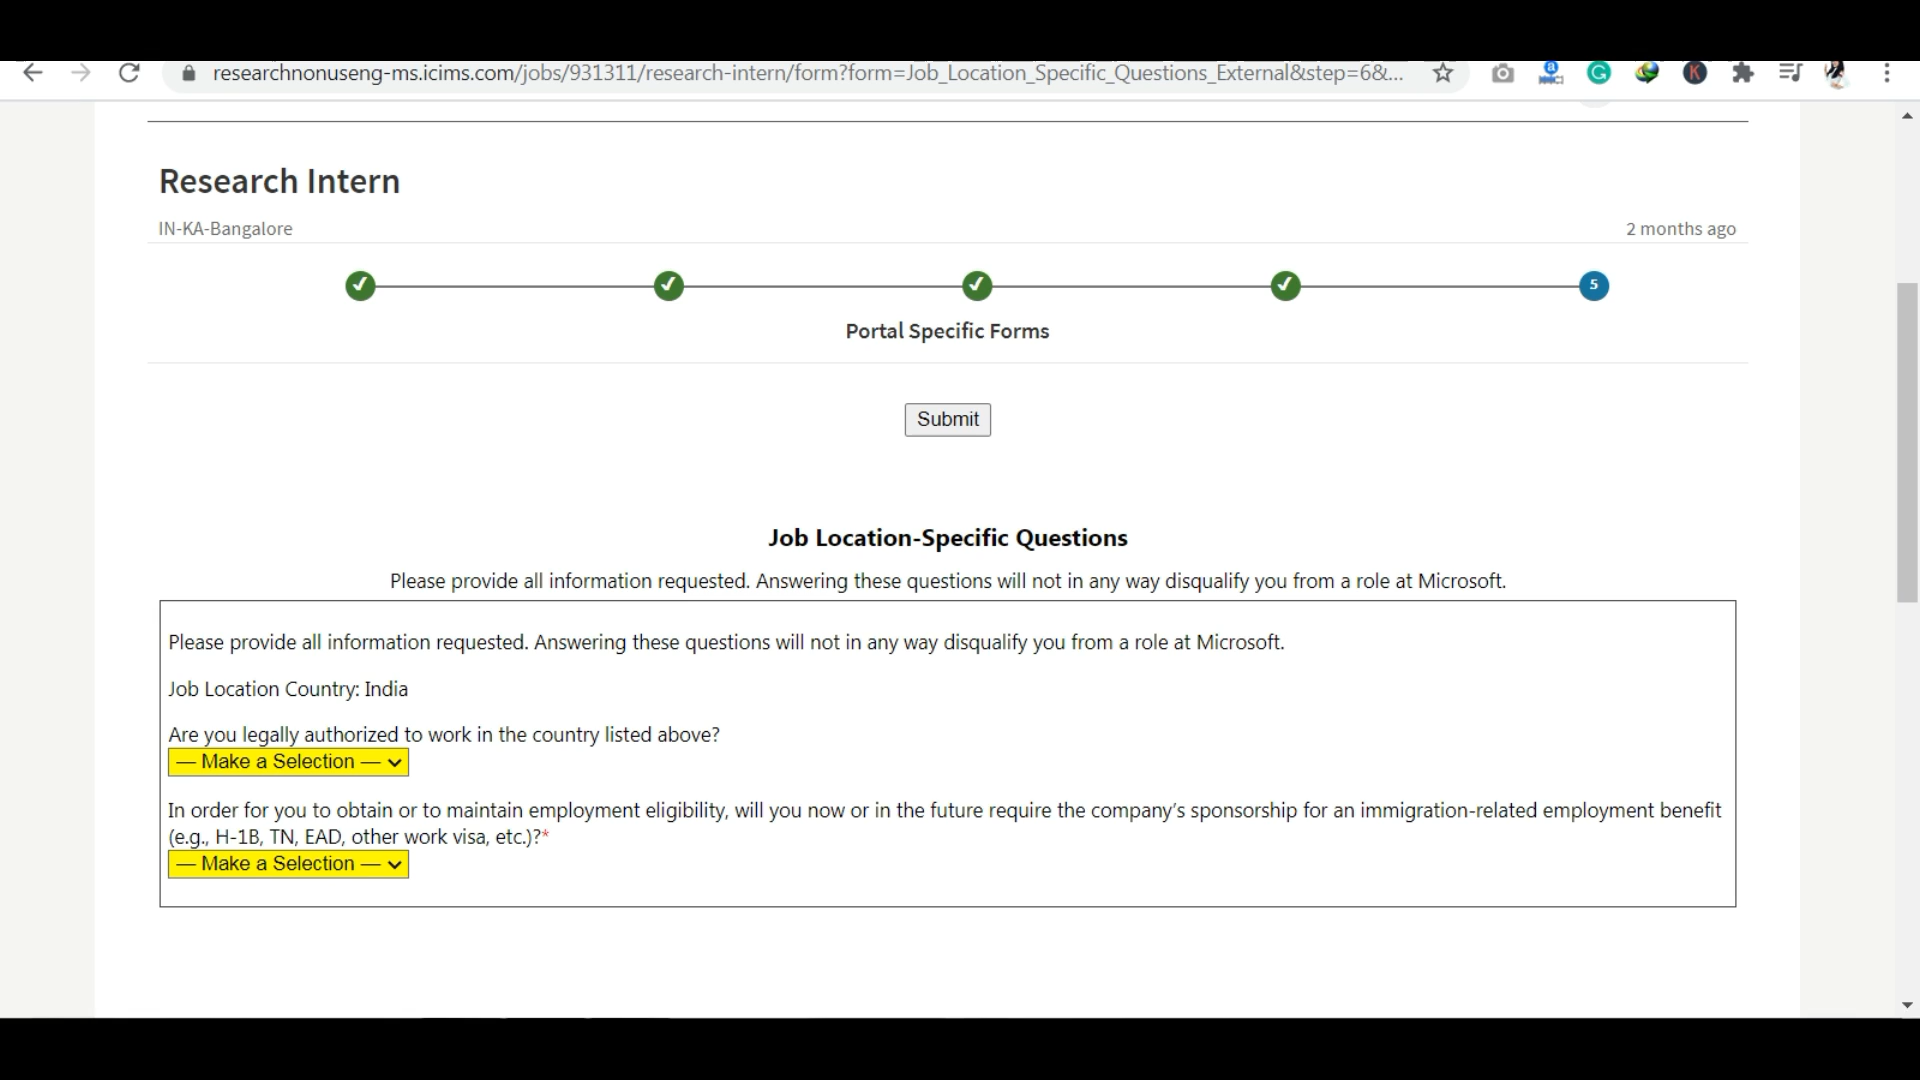 researchnonuseng-ms.icims.com/jobs/931311/research-intern/form?form=Job_Location_Specific_Questions_External&step=6&...
Research Intern
IN-KA-Bangalore
2 months ago
5
Portal Specific Forms
Submit
Job Location-Specific Questions
Please provide all information requested. Answering these questions will not in any way disqualify you from a role at Microsoft.
Please provide all information requested. Answering these questions will not in any way disqualify you from a role at Microsoft.
Job Location Country: India
Are you legally authorized to work in the country listed above?
— Make a Selection —
In order for you to obtain or to maintain employment eligibility, will you now or in the future require the company's sponsorship for an immigration-related employment benefit
(e.g., H-1B, TN, EAD, other work visa, etc.)?*
— Make a Selection —